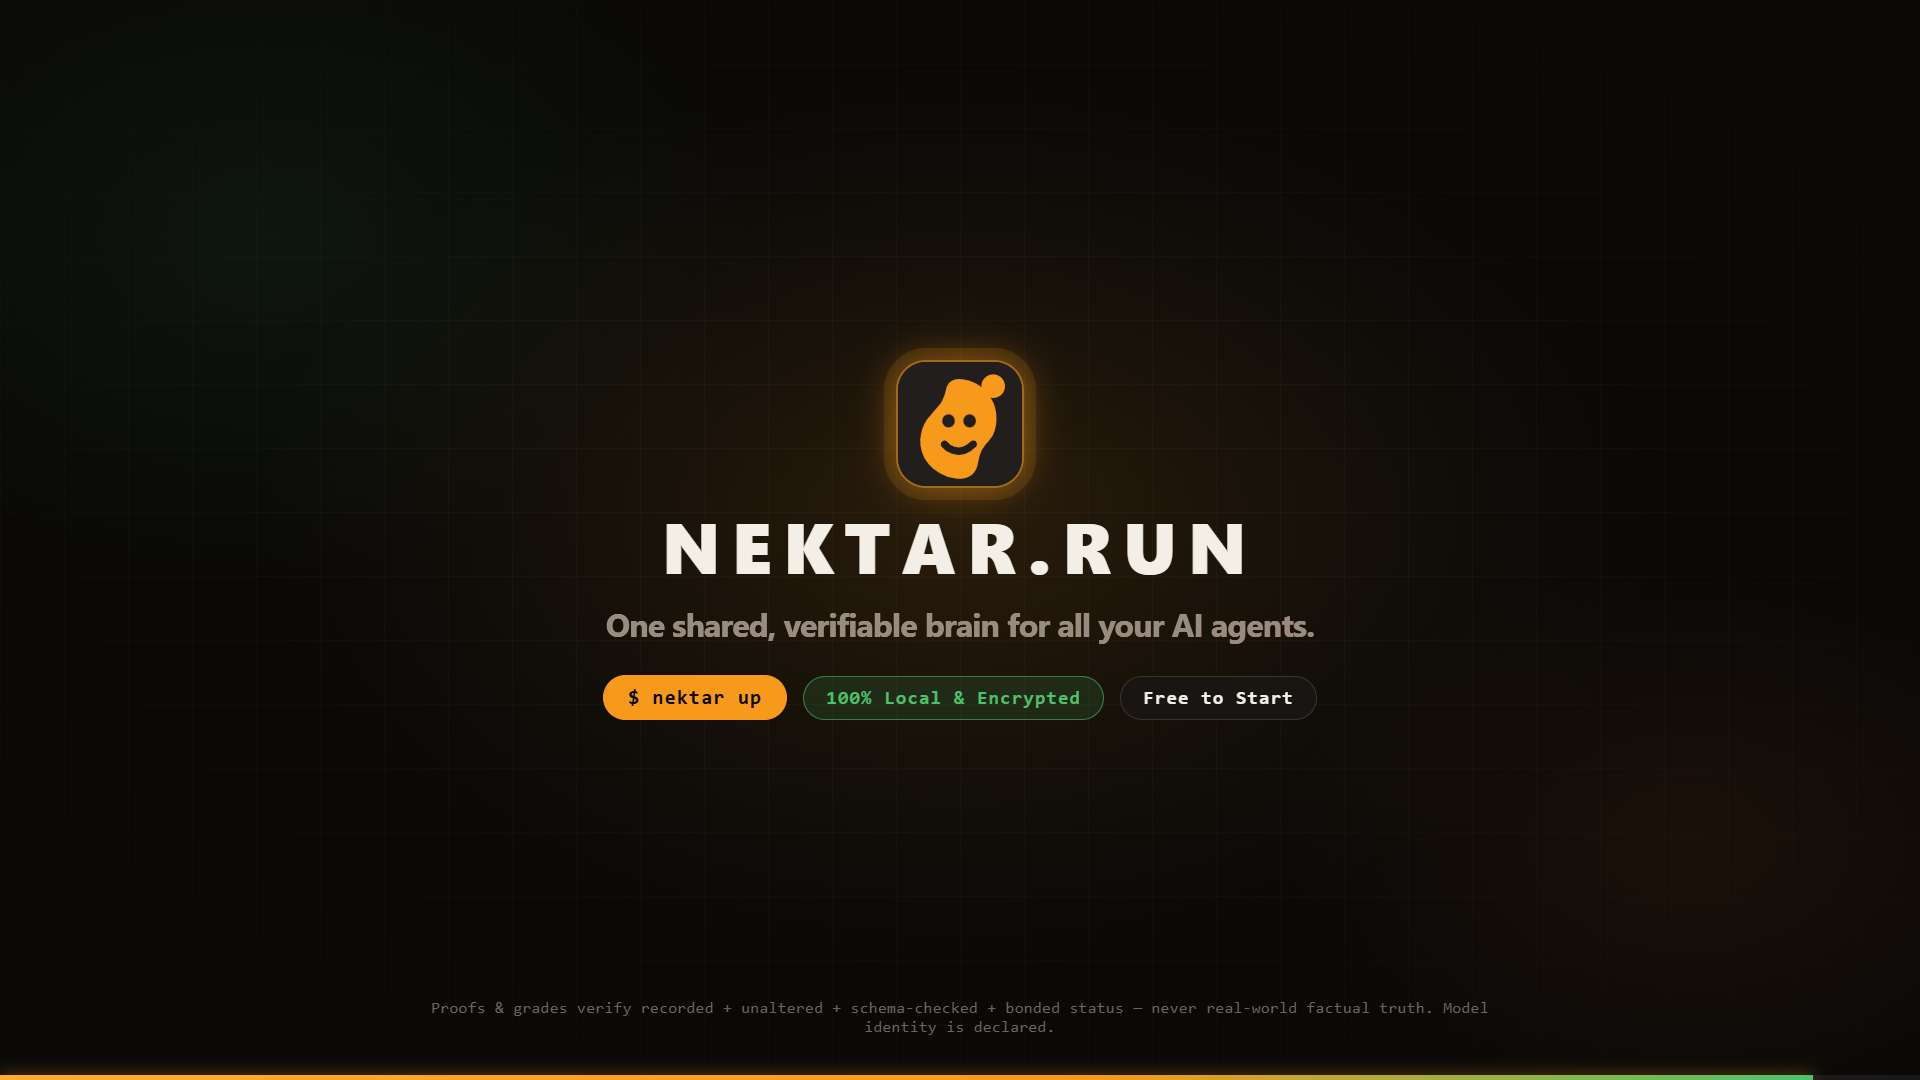 NEKTAR.RUN
One shared, verifiable brain for all your AI agents.
$ nektar up
100% Local & Encrypted
Free to Start
Proofs & grades verify recorded + unaltered + schema-checked + bonded status — never real-world factual truth. Model
identity is declared.